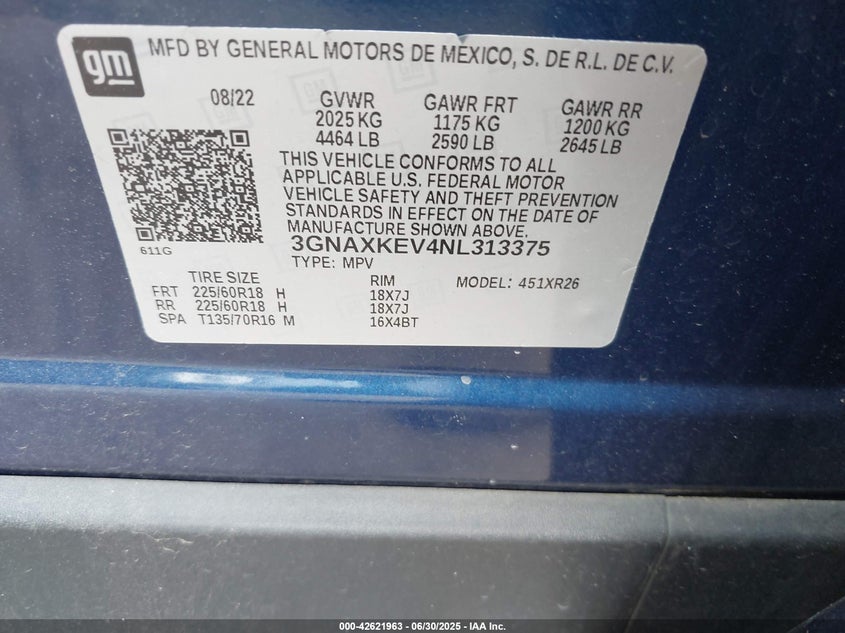 gm
MFD BY GENERAL MOTORS DE MEXICO, S. DE R.L. DE C.V.
08/22 GVWR GAWR FRT GAWR RR
2025 KG 1175 KG 1200 KG
4464 LB 2590 LB 2645 LB
THIS VEHICLE CONFORMS TO ALL
APPLICABLE U.S. FEDERAL MOTOR
VEHICLE SAFETY AND THEFT PREVENTION
STANDARDS IN EFFECT ON THE DATE OF
MANUFACTURE SHOWN ABOVE.
611G
3GNAXKEV4NL313375
TYPE: MPV
TIRE SIZE RIM MODEL: 451XR26
FRT 225/60R18 H 18X7J
RR 225/60R18 H 18X7J
SPA T135/70R16 M 16X4BT
000-42621963 - 06/30/2025 - IAA Inc.